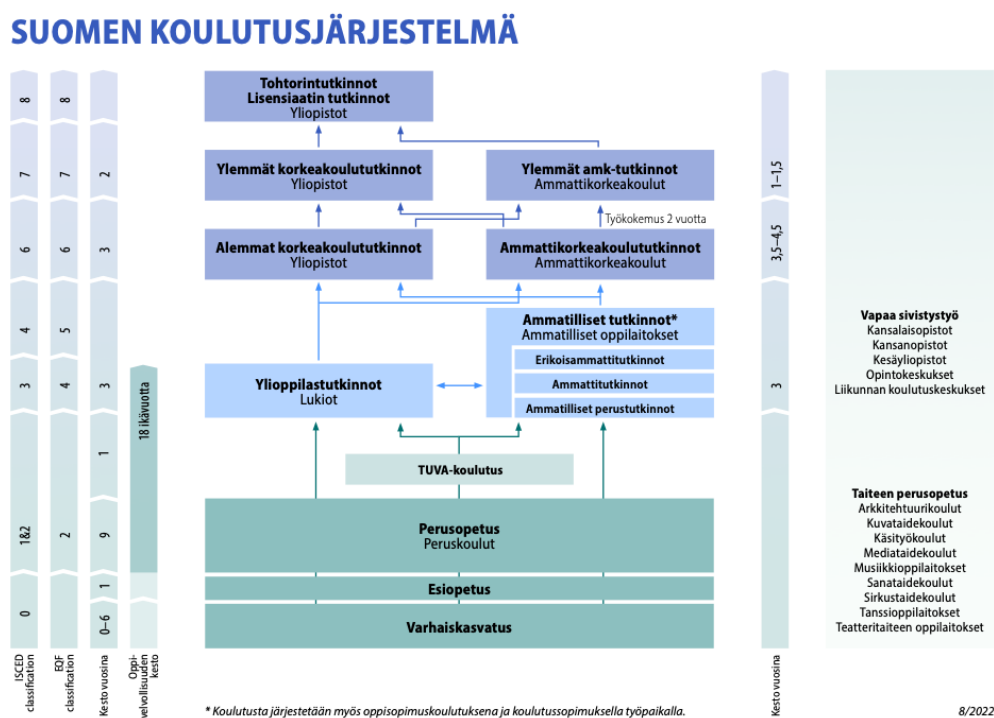 SUOMEN KOULUTUSJÄRJESTELMÄ
8
8
7
7
2
6
6
3
4
5
3
4
3
1
1&2
2
9
0
1
0–6
18 ikävuotta
ISCED
classification
EQF
classification
Kesto vuosina
Oppi-
velvollisuuden
kesto
Tohtorintutkinnot
Lisensiaatin tutkinnot
Yliopistot
Ylemmät korkeakoulututkinnot
Yliopistot
Ylemmät amk-tutkinnot
Ammattikorkeakoulut
Työkokemus 2 vuotta
Alemmat korkeakoulututkinnot
Yliopistot
Ammattikorkeakoulututkinnot
Ammattikorkeakoulut
Ammatilliset tutkinnot*
Ammatilliset oppilaitokset
Erikoisammattitutkinnot
Ammattitutkinnot
Ammatilliset perustutkinnot
Ylioppilastutkinnot
Lukiot
TUVA-koulutus
Perusopetus
Peruskoulut
Esiopetus
Varhaiskasvatus
1–1,5
3,5–4,5
3
Kesto vuosina
Vapaa sivistystyö
Kansalaisopistot
Kansanopistot
Kesäyliopistot
Opintokeskukset
Liikunnan koulutuskeskukset
Taiteen perusopetus
Arkkitehtuurikoulut
Kuvataidekoulut
Käsityökoulut
Mediataidekoulut
Musiikkioppilaitokset
Sanataidekoulut
Sirkustaidekoulut
Tanssioppilaitokset
Teatteritaiteen oppilaitokset
* Koulutusta järjestetään myös oppisopimuskoulutuksena ja koulutussopimuksella työpaikalla.
8/2022